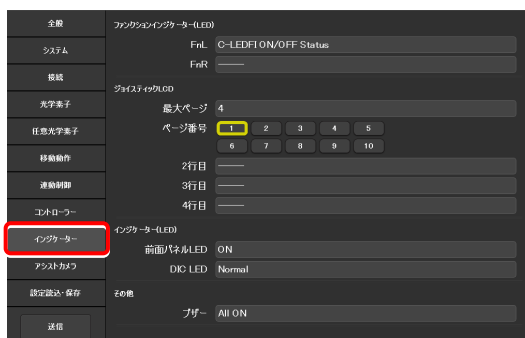 全般
システム
接続
光学素子
任意光学素子
移動動作
連動制御
コントローラー
インジケーター
アシストカメラ
設定読込・保存
送信
ファンクションインジケーター(LED)
FnL C-LEDFI ON/OFF Status
FnR ――
ジョイスティックLCD
最大ページ 4
ページ番号 1 2 3 4 5
6 7 8 9 10
2行目 ――
3行目 ――
4行目 ――
インジケーター(LED)
前面パネルLED ON
DIC LED Normal
その他
ブザー All ON